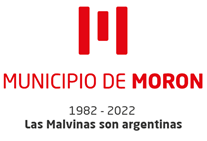 MUNICIPIO DE MORON
1982 - 2022
Las Malvinas son argentinas